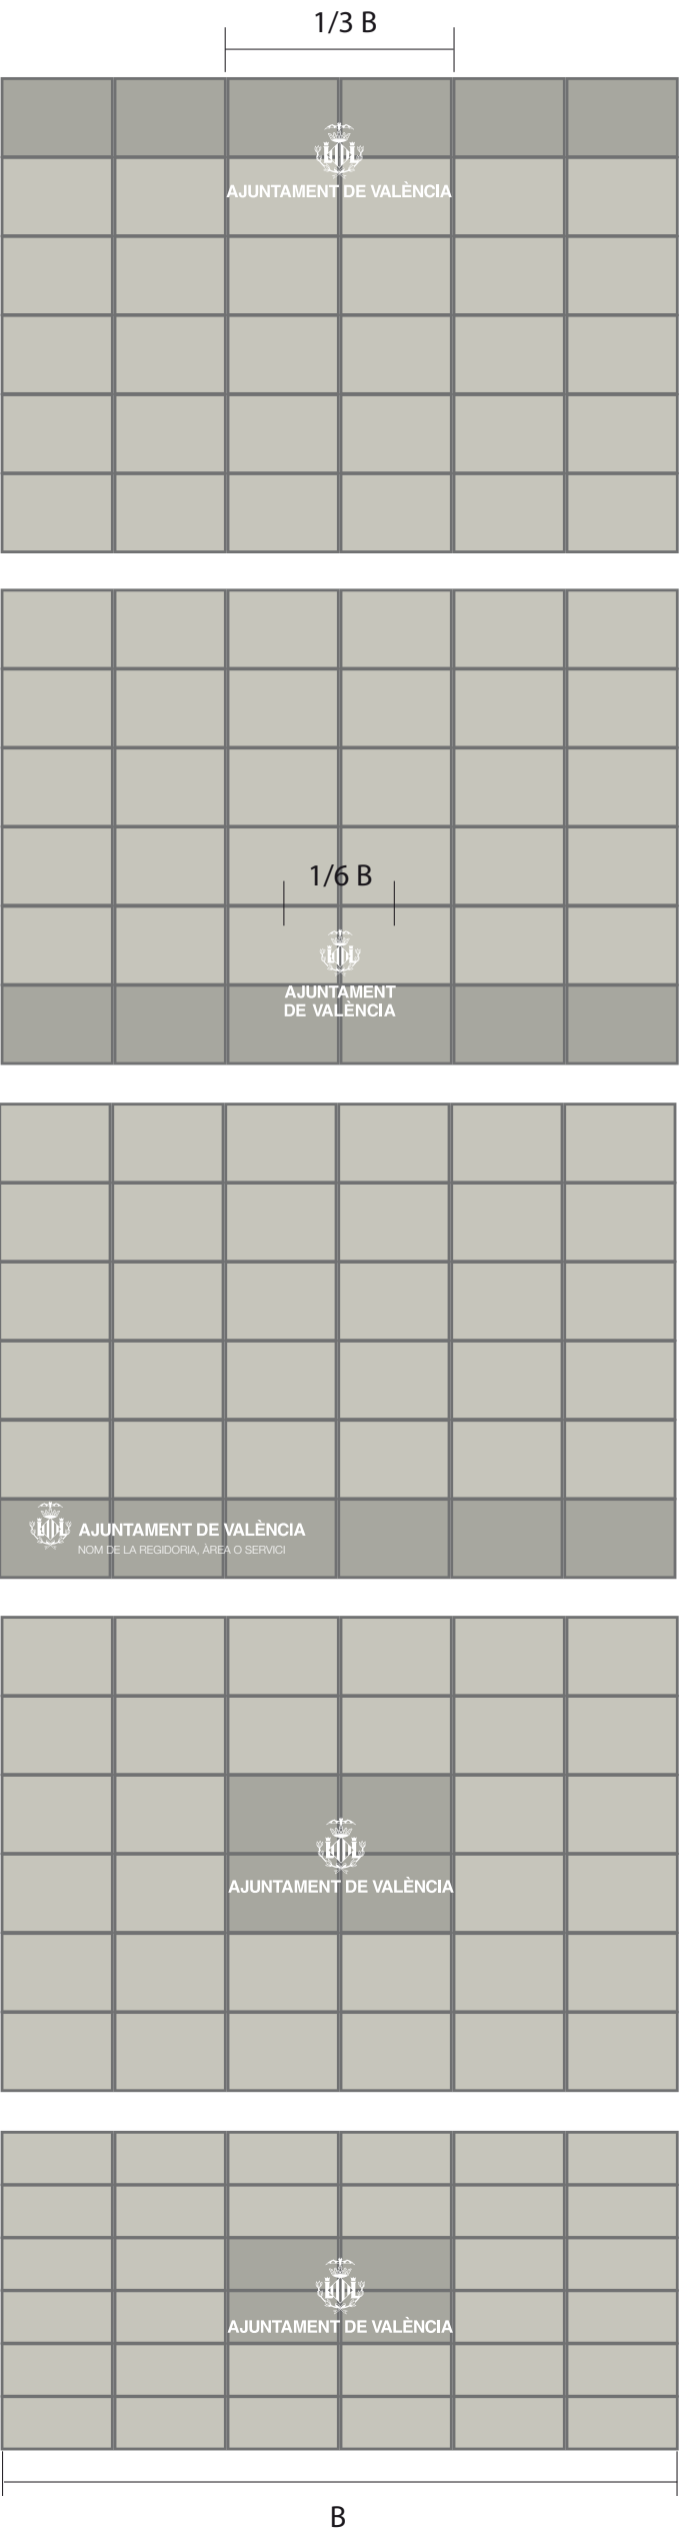 1/3 B
AJUNTAMENT DE VALÈNCIA
1/6 B
AJUNTAMENT
DE VALÈNCIA
AJUNTAMENT DE VALÈNCIA
NOM DE LA REGIDORIA, ÀREA O SERVICI
AJUNTAMENT DE VALÈNCIA
AJUNTAMENT DE VALÈNCIA
B